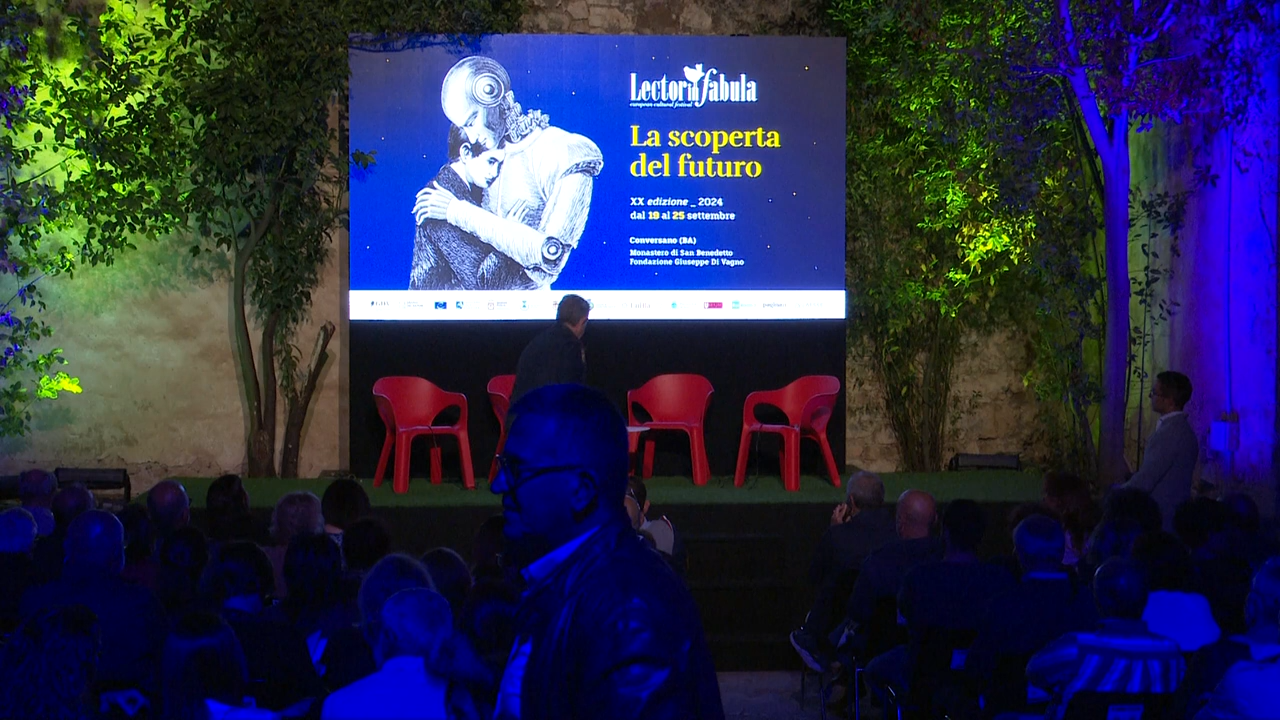 Lector in fabula
european cultural festival
La scoperta
del futuro
XX edizione _ 2024
dal 19 al 25 settembre
Conversano (BA)
Monastero di San Benedetto
Fondazione Giuseppe Di Vagno